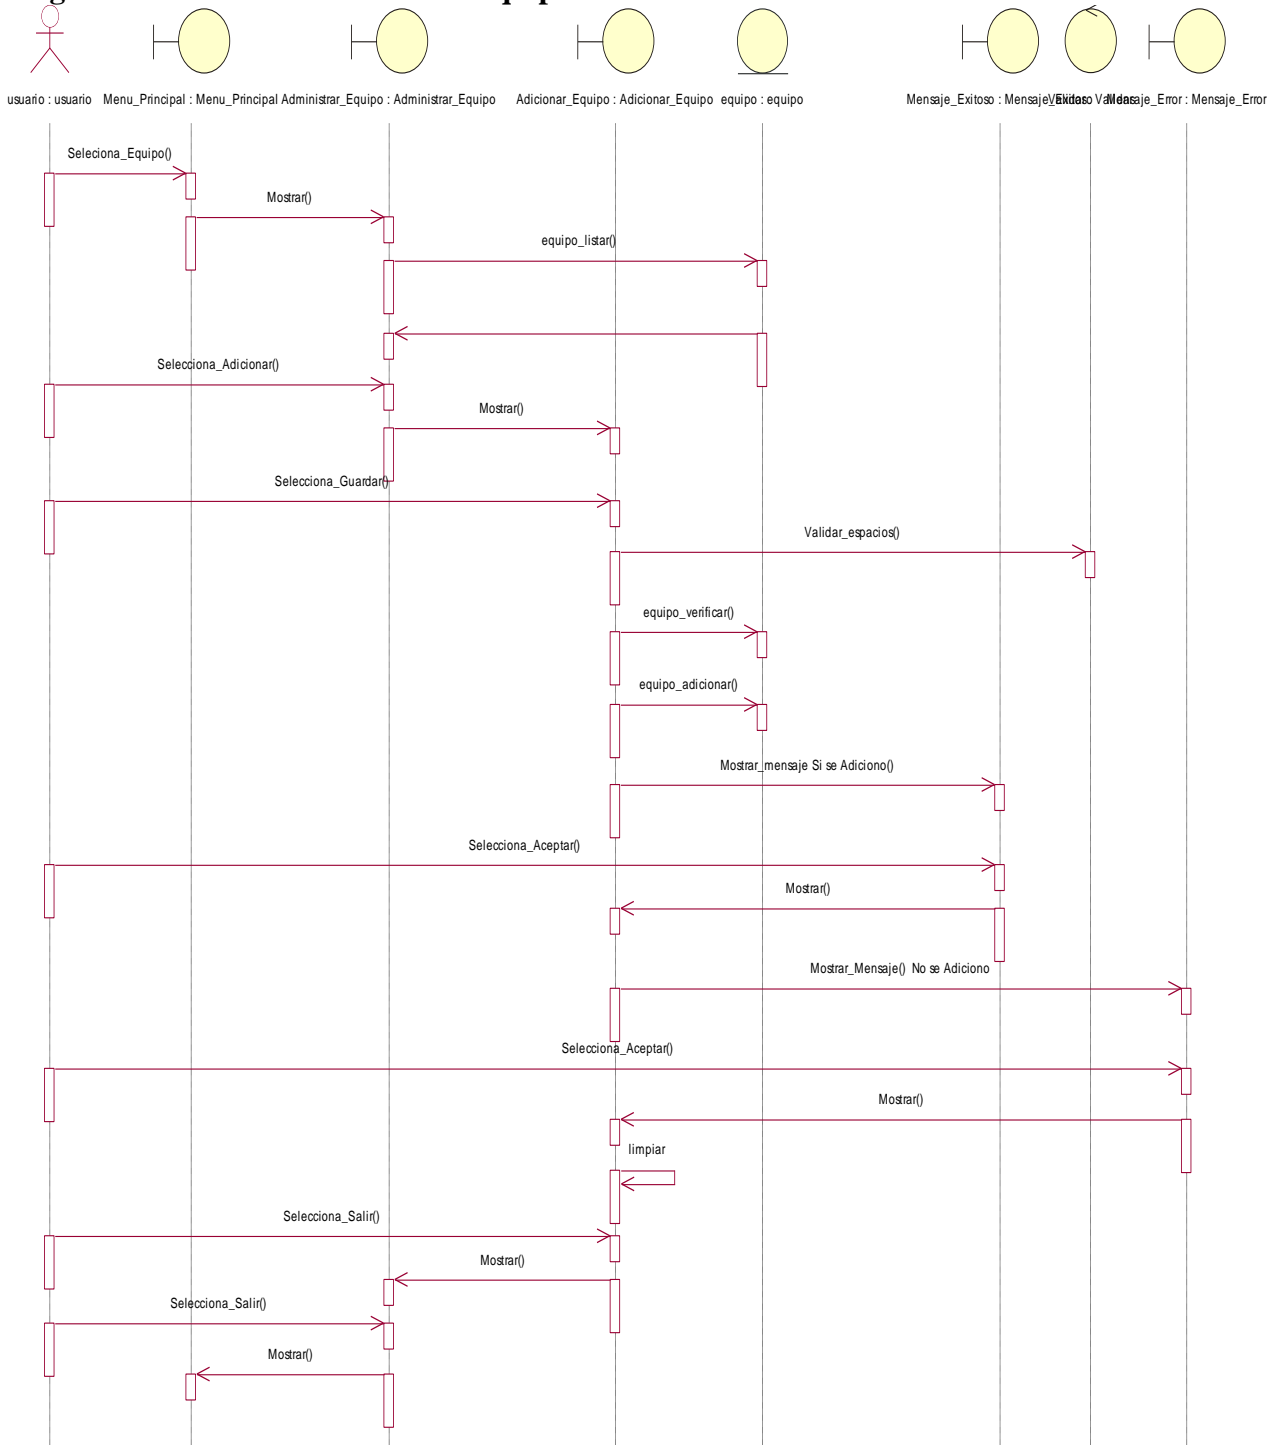 usuario : usuario
Menu_Principal : Menu_Principal
Administrar_Equipo : Administrar_Equipo
Adicionar_Equipo : Adicionar_Equipo
equipo : equipo
Mensaje_Exitoso : Mensaje_Exitoso
Mensaje_Error : Mensaje_Error
Seleciona_Equipo()
Mostrar()
equipo_listar()
Selecciona_Adicionar()
Mostrar()
Selecciona_Guardar()
Validar_espacios()
equipo_verificar()
equipo_adicionar()
Mostrar_mensaje Si se Adiciono()
Selecciona_Aceptar()
Mostrar()
Mostrar_Mensaje() No se Adiciono
Selecciona_Aceptar()
Mostrar()
limpiar
Selecciona_Salir()
Mostrar()
Selecciona_Salir()
Mostrar()